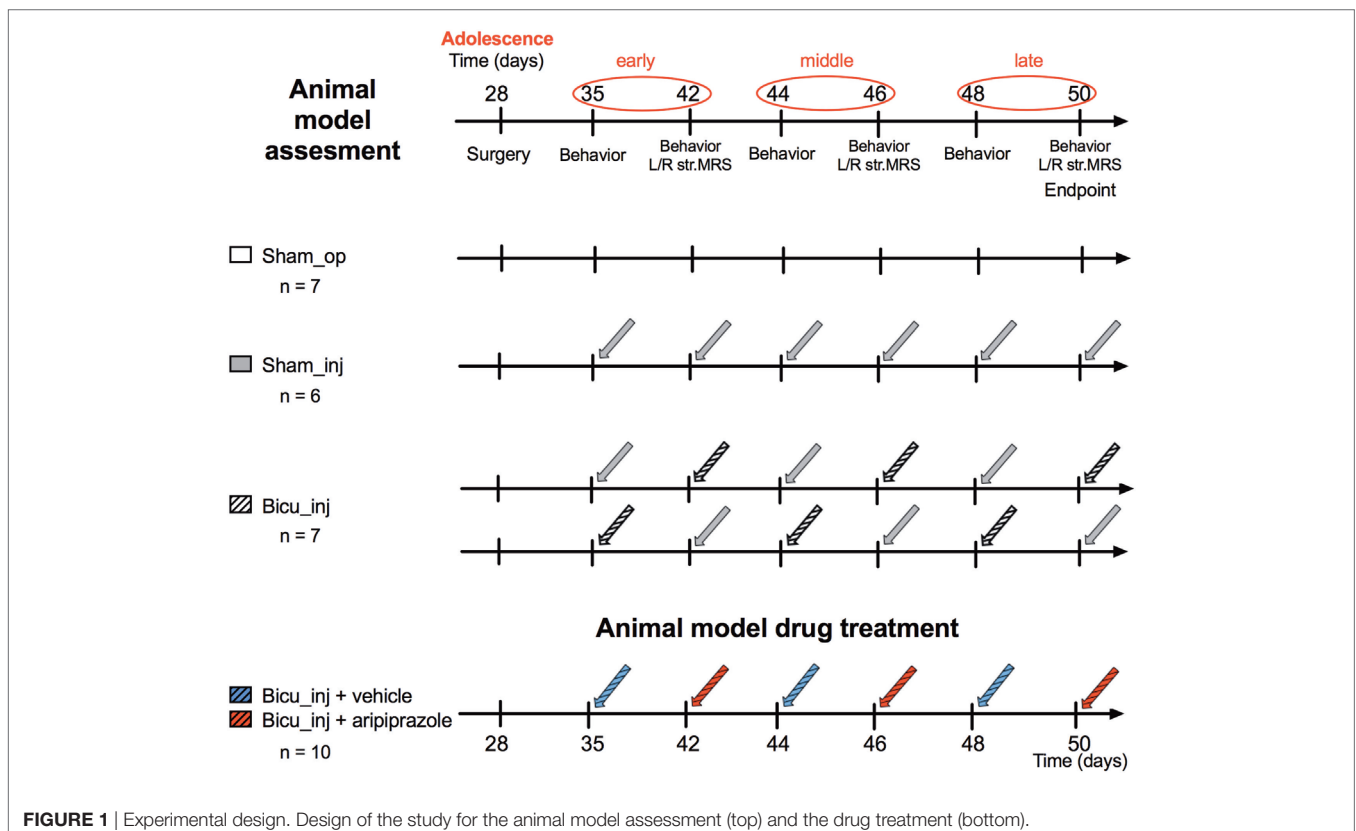 Adolescence
Time (days)
early
middle
late
Animal
model
assesment
28
35
42
44
46
48
50
Surgery
Behavior
Behavior
L/R str.MRS
Behavior
Behavior
L/R str.MRS
Behavior
Behavior
L/R str.MRS
Endpoint
Sham_op
n = 7
Sham_inj
n = 6
Bicu_inj
n = 7
Animal model drug treatment
Bicu_inj + vehicle
Bicu_inj + aripiprazole
n = 10
28
35
42
44
46
48
50
Time (days)
FIGURE 1 | Experimental design. Design of the study for the animal model assessment (top) and the drug treatment (bottom).